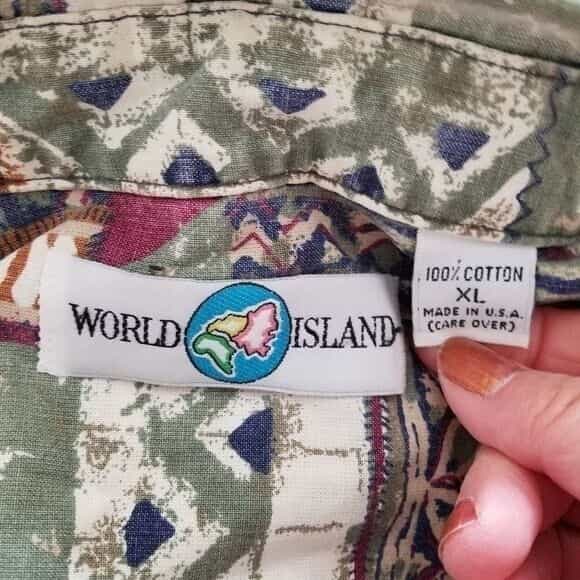 WORLD ISLAND
100% COTTON
XL
MADE IN U.S.A.
(CARE OVER)